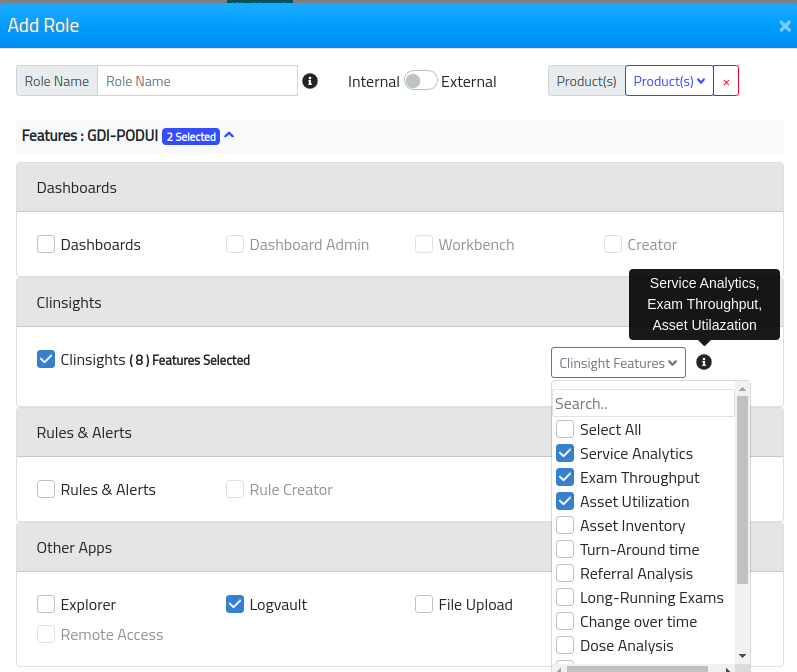 Add Role
×
Role Name Role Name Internal External Product(s) Product(s) ×
Features : GDI-PODUI 2 Selected
Dashboards
Dashboards Dashboard Admin Workbench Creator
Clinsights
Service Analytics,
Exam Throughput,
Asset Utilazation
Clinsights ( 8 ) Features Selected
Clinsight Features
Search..
Select All
Service Analytics
Exam Throughput
Asset Utilization
Asset Inventory
Turn-Around time
Referral Analysis
Long-Running Exams
Change over time
Dose Analysis
Rules & Alerts
Rules & Alerts Rule Creator
Other Apps
Explorer Logvault File Upload
Remote Access